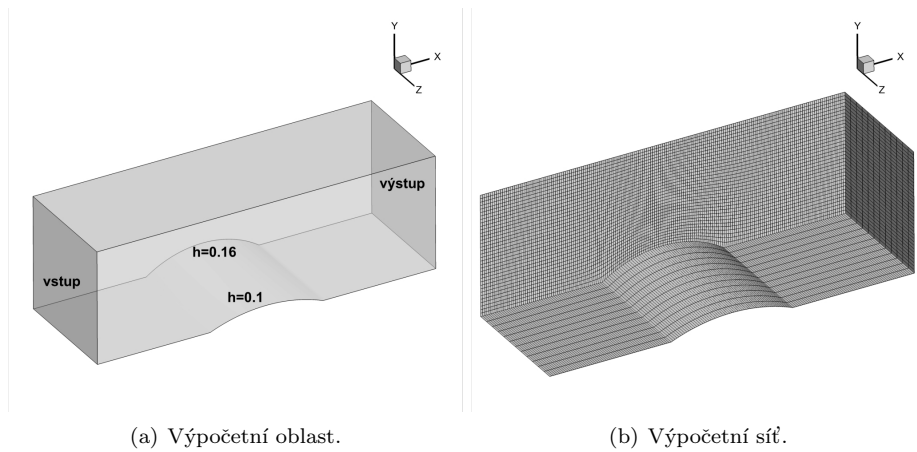 Y
X
Z
výstup
h=0.16
vstup
h=0.1
(a) Výpočetní oblast.
Y
X
Z
(b) Výpočetní síť.